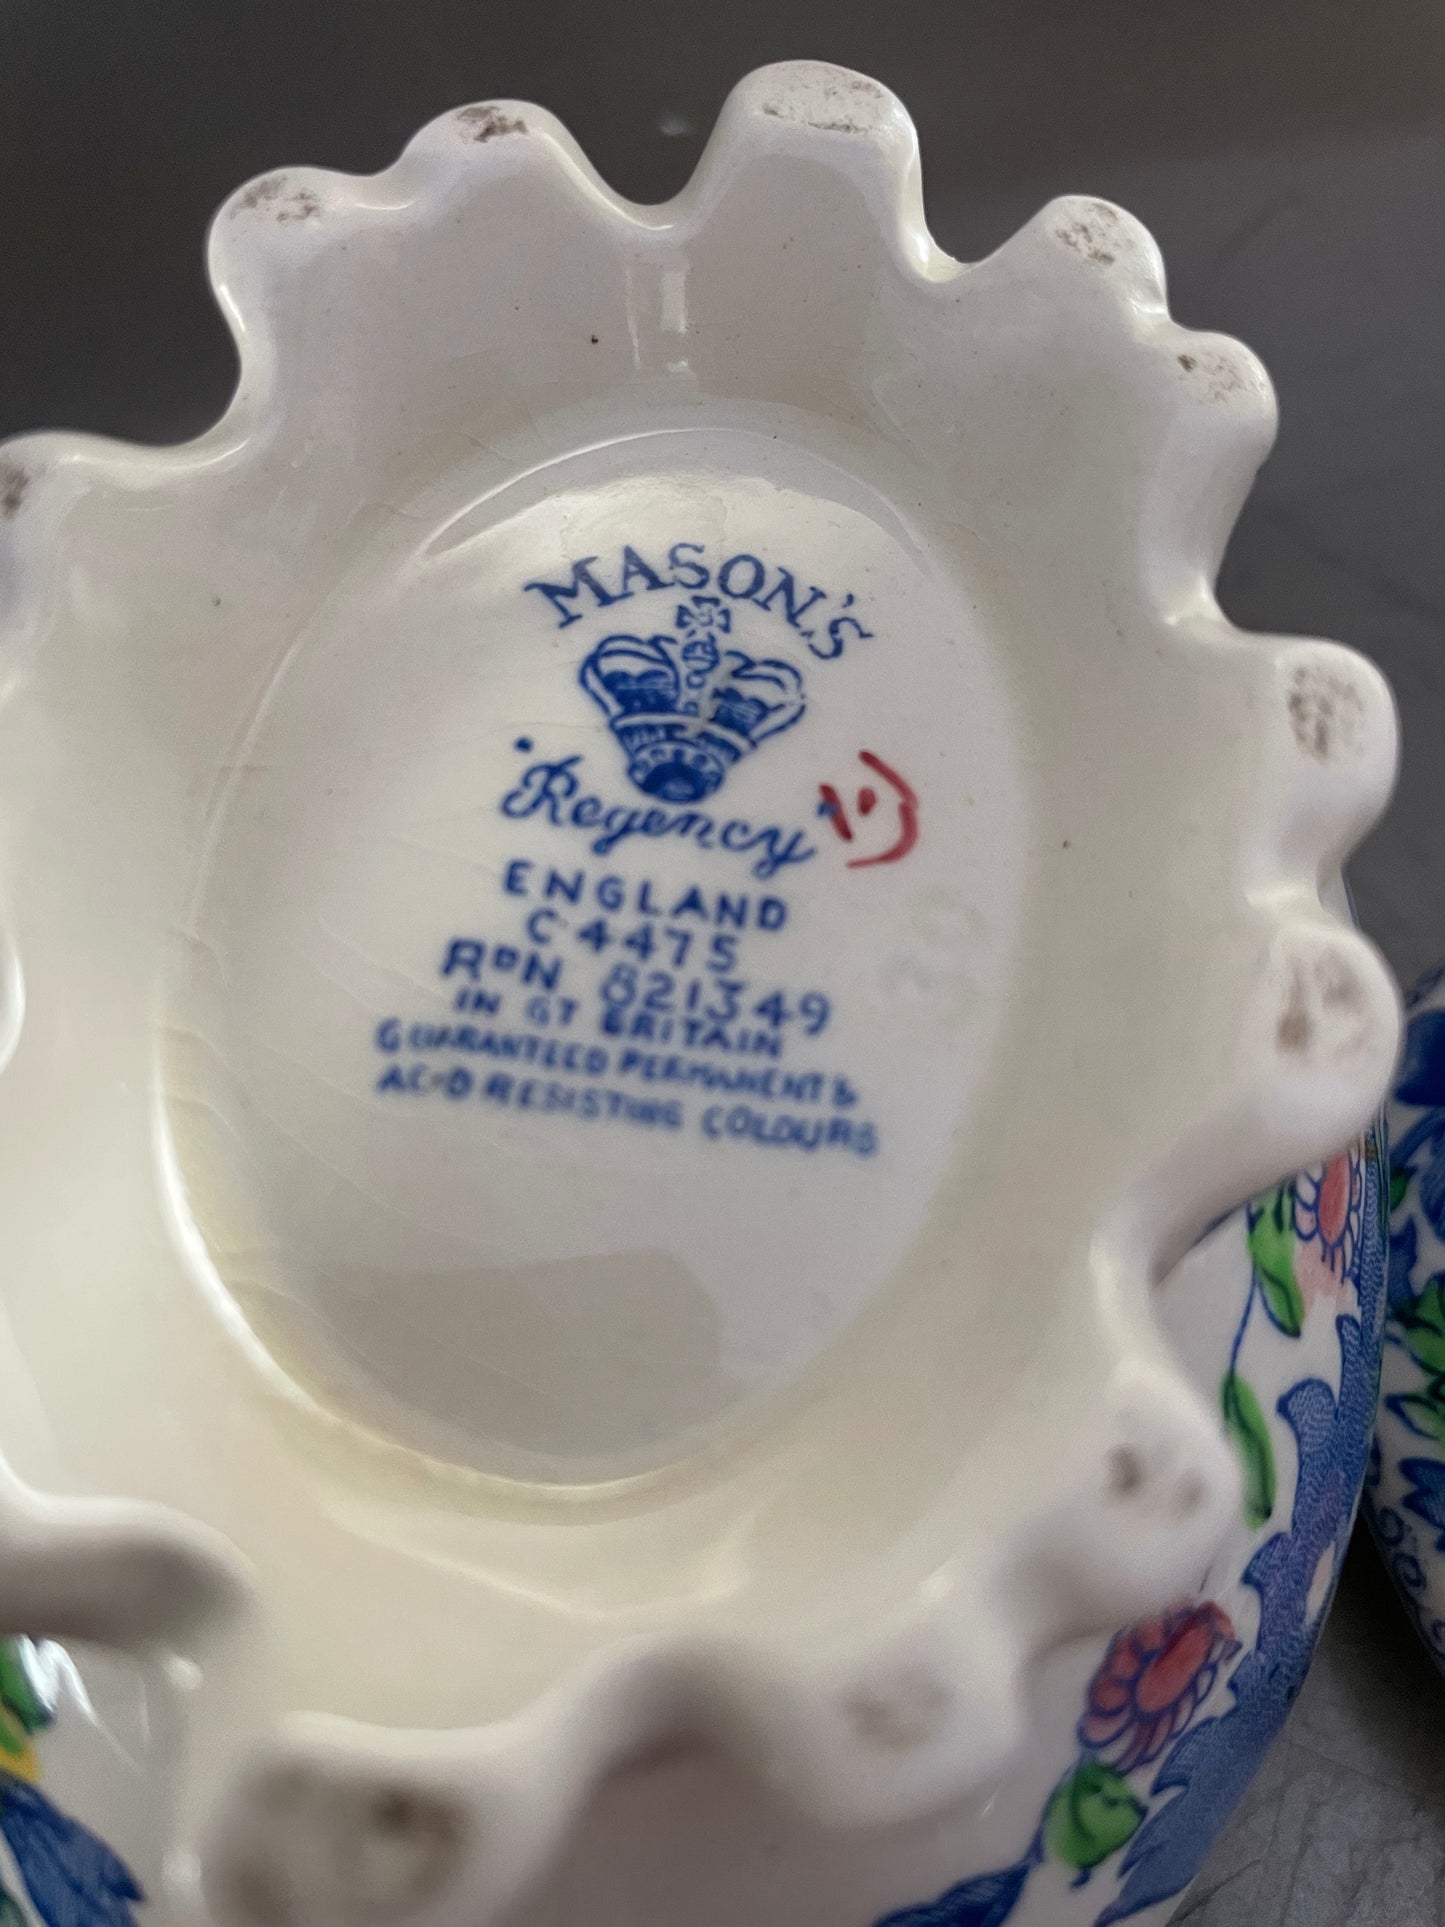 MASON'S
"Regency"
ENGLAND
C4475
RDN 821349
IN GT BRITAIN
GUARANTEED PERMANENT &
ACID RESISTING COLOURS